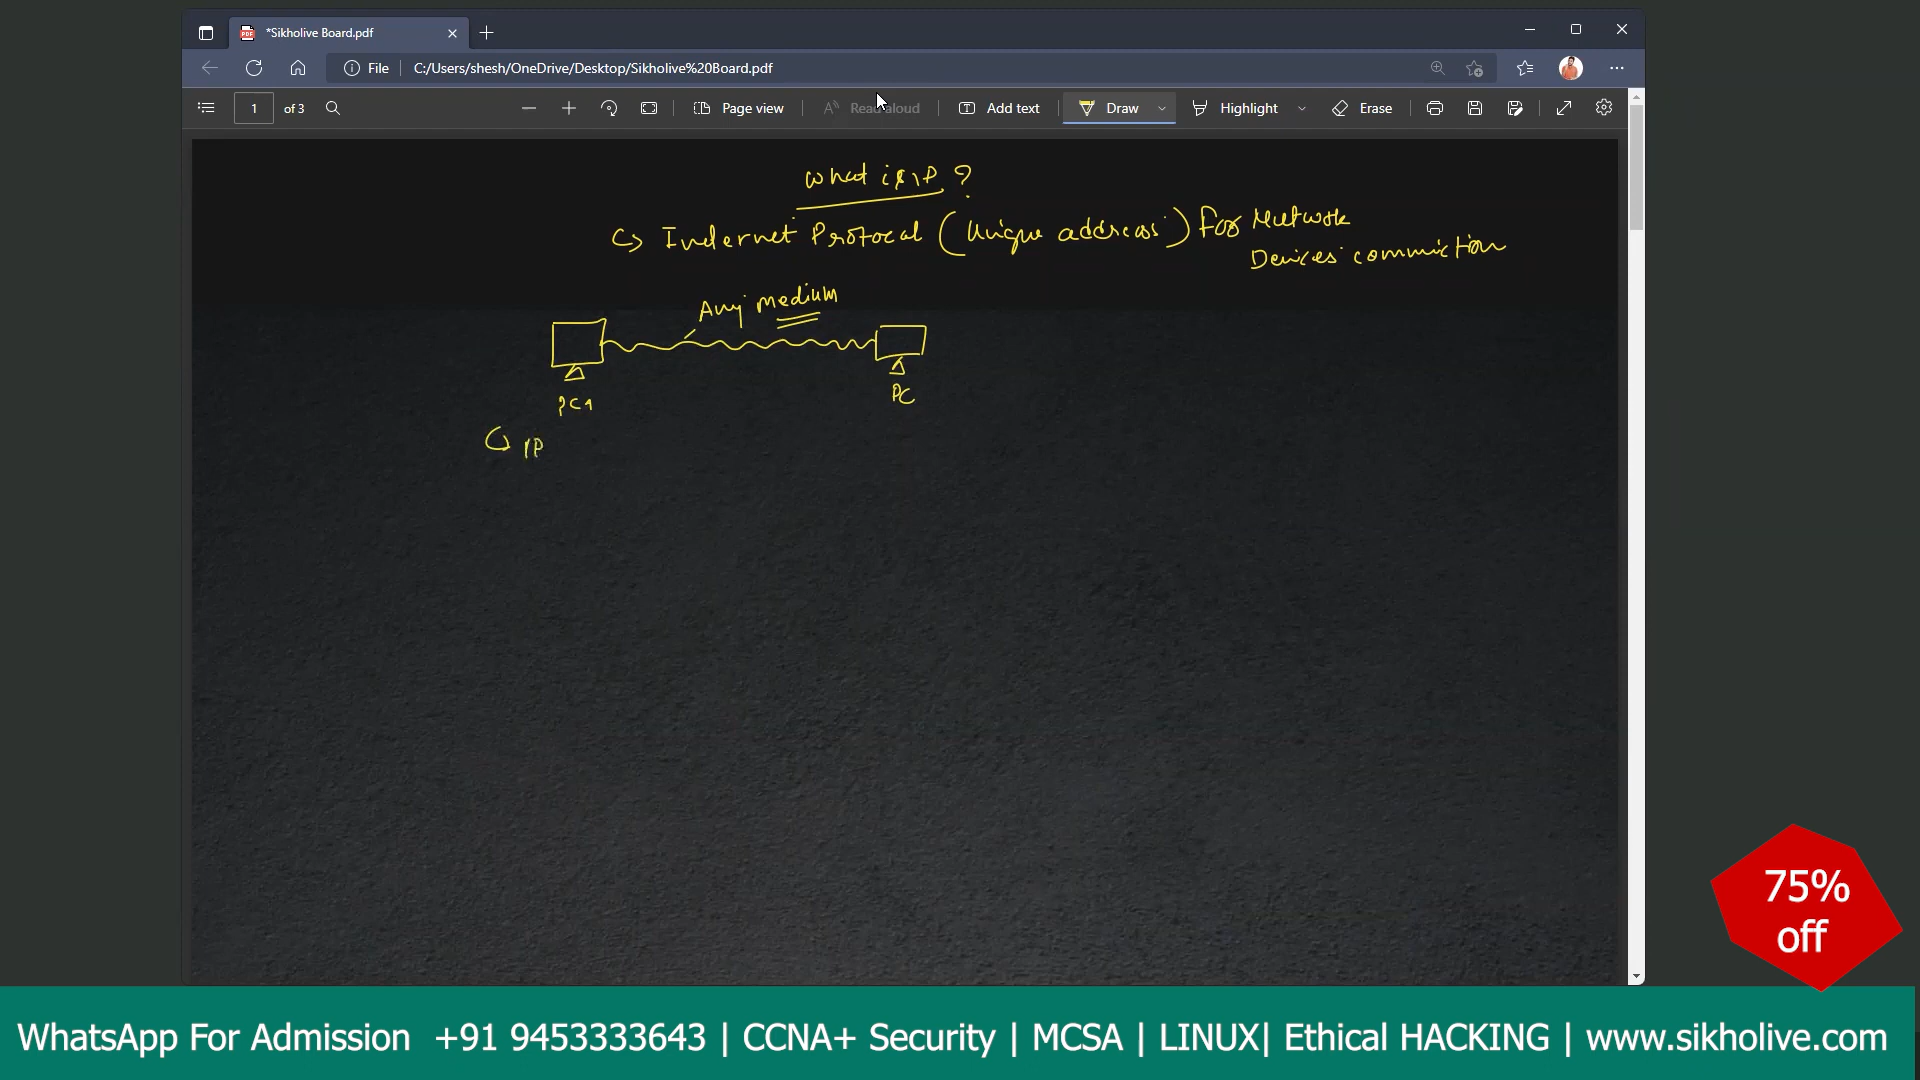 *Sikholive Board.pdf
File
C:/Users/shesh/OneDrive/Desktop/Sikholive%20Board.pdf
1 of 3
Page view
Read aloud
Add text
Draw
Highlight
Erase
What is IP ?
Internet Protocal (Unique address) For Network
Devices commniction
Any medium
PC1
PC
IP
75%
off
WhatsApp For Admission +91 9453333643 | CCNA+ Security | MCSA | LINUX| Ethical HACKING | www.sikholive.com